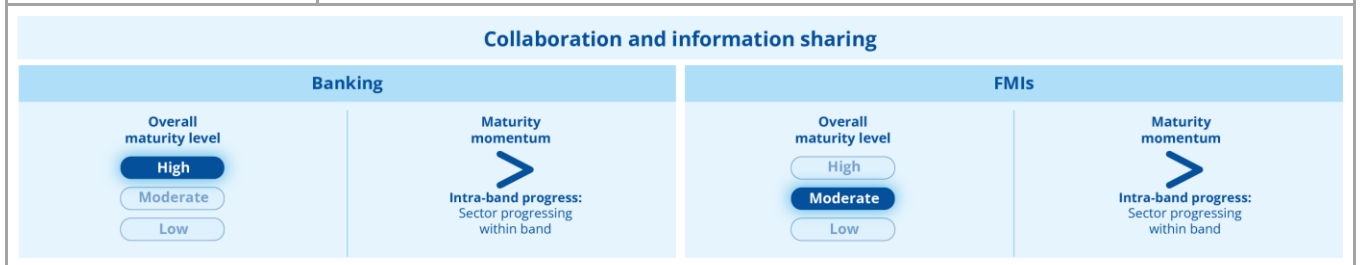 Collaboration and information sharing
Banking
Overall
maturity level
High
Moderate
Low
Maturity
momentum
Intra-band progress:
Sector progressing
within band
FMIs
Overall
maturity level
High
Moderate
Low
Maturity
momentum
Intra-band progress:
Sector progressing
within band